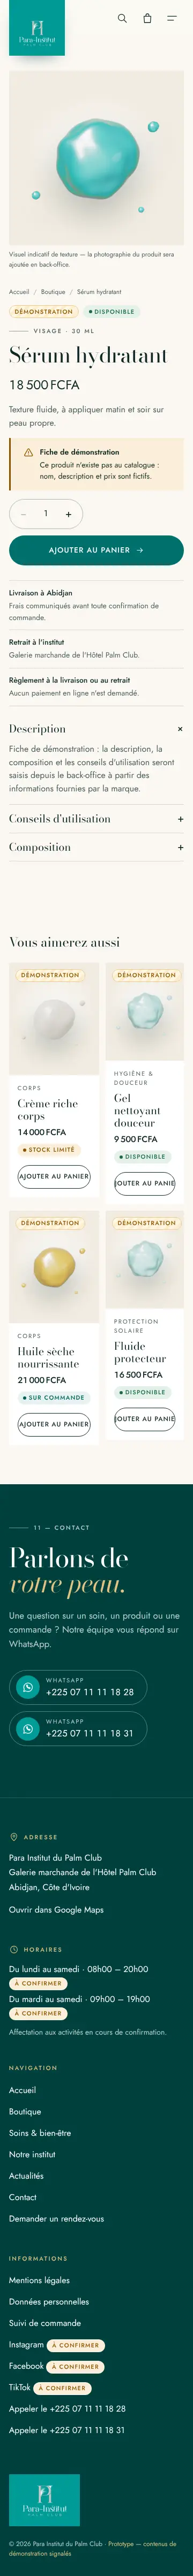 Para-Institut
PALM CLUB
Visuel indicatif de texture — la photographie du produit sera
ajoutée en back-office.
Accueil / Boutique / Sérum hydratant
DÉMONSTRATION DISPONIBLE
VISAGE · 30 ML
Sérum hydratant
18 500 FCFA
Texture fluide, à appliquer matin et soir sur peau
propre.
Fiche de démonstration
Ce produit n'existe pas au catalogue :
nom, description et prix sont fictifs.
− 1 +
AJOUTER AU PANIER →
Livraison à Abidjan
Frais communiqués avant toute confirmation de
commande.
Retrait à l'institut
Galerie marchande de l'Hôtel Palm Club.
Règlement à la livraison ou au retrait
Aucun paiement en ligne n'est demandé.
Description ×
Fiche de démonstration : la description, la
composition et les conseils d'utilisation seront
saisis depuis le back-office à partir des
informations fournies par la marque.
Conseils d'utilisation +
Composition +
Vous aimerez aussi
DÉMONSTRATION
CORPS
Crème riche
corps
14 000 FCFA
STOCK LIMITÉ
AJOUTER AU PANIER
DÉMONSTRATION
HYGIÈNE &
DOUCEUR
Gel
nettoyant
douceur
9 500 FCFA
DISPONIBLE
JOUTER AU PANIE
DÉMONSTRATION
CORPS
Huile sèche
nourrissante
21 000 FCFA
SUR COMMANDE
AJOUTER AU PANIER
DÉMONSTRATION
PROTECTION
SOLAIRE
Fluide
protecteur
16 500 FCFA
DISPONIBLE
JOUTER AU PANIE
11 — CONTACT
Parlons de
votre peau.
Une question sur un soin, un produit ou une
commande ? Notre équipe vous répond sur
WhatsApp.
WHATSAPP
+225 07 11 11 18 28
WHATSAPP
+225 07 11 11 18 31
ADRESSE
Para Institut du Palm Club
Galerie marchande de l'Hôtel Palm Club
Abidjan, Côte d'Ivoire
Ouvrir dans Google Maps
HORAIRES
Du lundi au samedi · 08h00 – 20h00
À CONFIRMER
Du mardi au samedi · 09h00 – 19h00
À CONFIRMER
Affectation aux activités en cours de confirmation.
NAVIGATION
Accueil
Boutique
Soins & bien-être
Notre institut
Actualités
Contact
Demander un rendez-vous
INFORMATIONS
Mentions légales
Données personnelles
Suivi de commande
Instagram À CONFIRMER
Facebook À CONFIRMER
TikTok À CONFIRMER
Appeler le +225 07 11 11 18 28
Appeler le +225 07 11 11 18 31
Para-Institut
PALM CLUB
© 2026 Para Institut du Palm Club · Prototype — contenus de
démonstration signalés